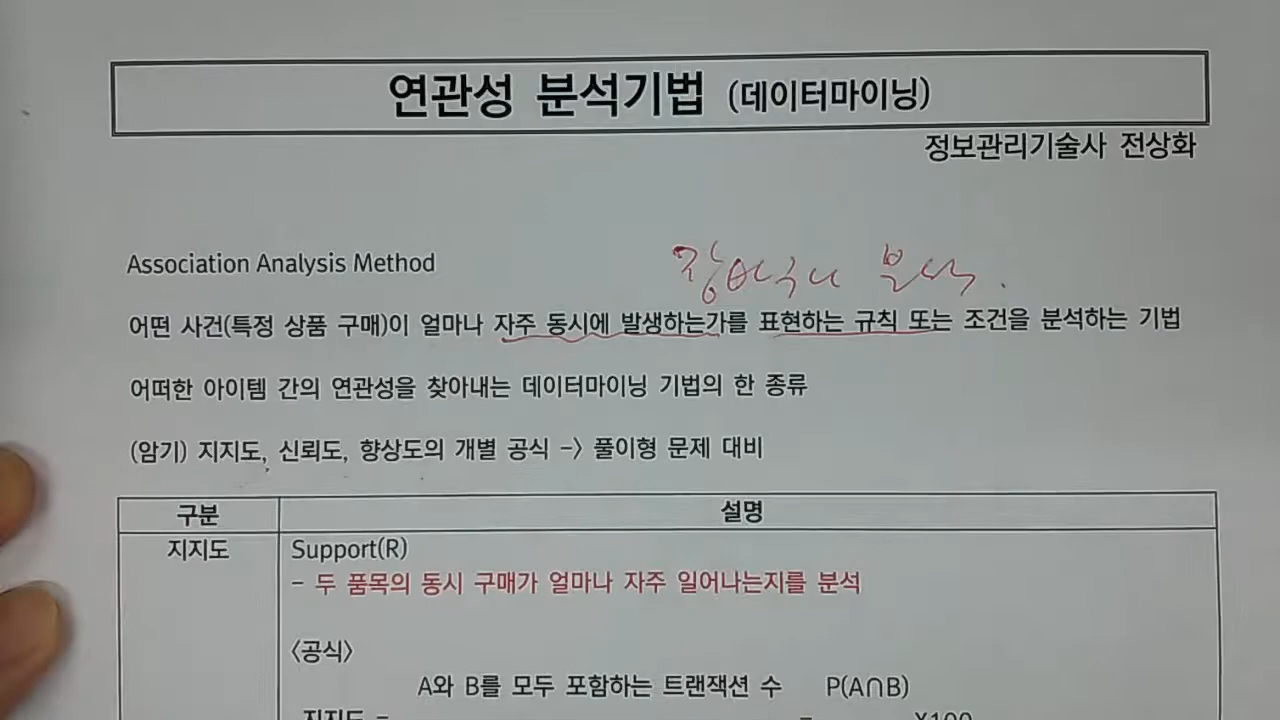 연관성 분석기법 (데이터마이닝)
정보관리기술사 전상화
Association Analysis Method
장바구니 분석.
어떤 사건(특정 상품 구매)이 얼마나 자주 동시에 발생하는가를 표현하는 규칙 또는 조건을 분석하는 기법
어떠한 아이템 간의 연관성을 찾아내는 데이터마이닝 기법의 한 종류
(암기) 지지도, 신뢰도, 향상도의 개별 공식 -> 풀이형 문제 대비
구분 설명
지지도 Support(R)
- 두 품목의 동시 구매가 얼마나 자주 일어나는지를 분석
<공식>
A와 B를 모두 포함하는 트랜잭션 수 P(A∩B)
지지도 = = X100